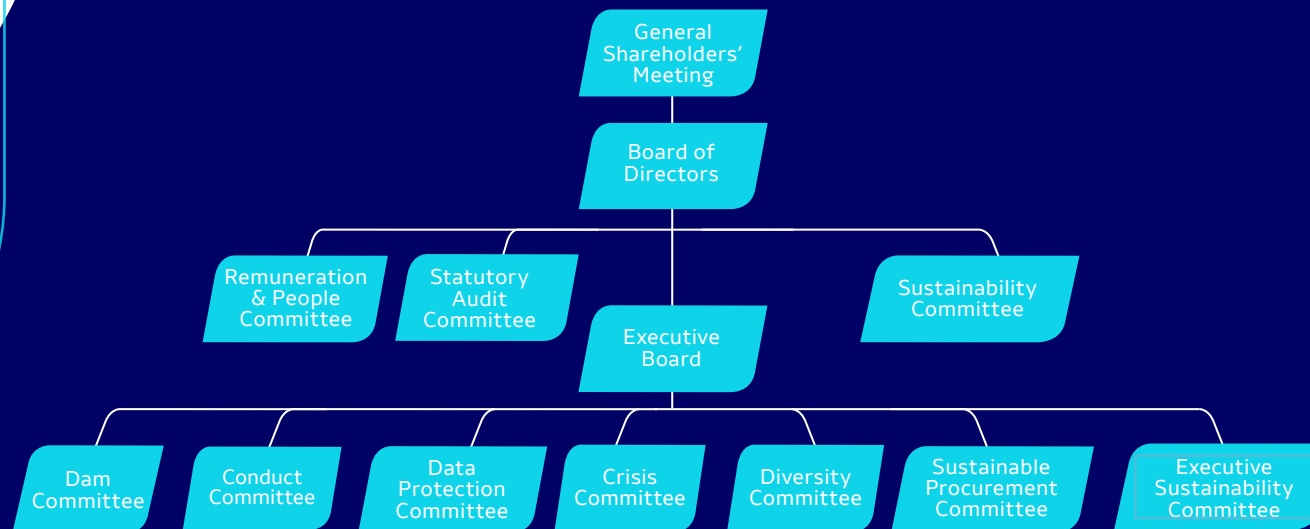 General
Shareholders’
Meeting
Board of
Directors
Remuneration
& People
Committee
Statutory
Audit
Committee
Sustainability
Committee
Executive
Board
Dam
Committee
Conduct
Committee
Data
Protection
Committee
Crisis
Committee
Diversity
Committee
Sustainable
Procurement
Committee
Executive
Sustainability
Committee